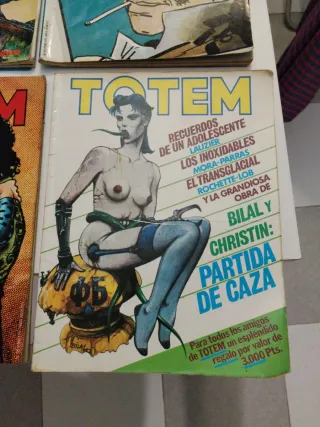 M
TOTEM
RECUERDOS
DE UN ADOLESCENTE
LAUZIER
LOS INOXIDABLES
MORA-PARRAS
EL TRANSGLACIAL
ROCHETTE-LOB
Y LA GRANDIOSA
OBRA DE
BILAL Y
CHRISTIN:
PARTIDA
DE CAZA
ФБ
Para todos los amigos
de TOTEM un espléndido
regalo por valor de
3.000 Pts.